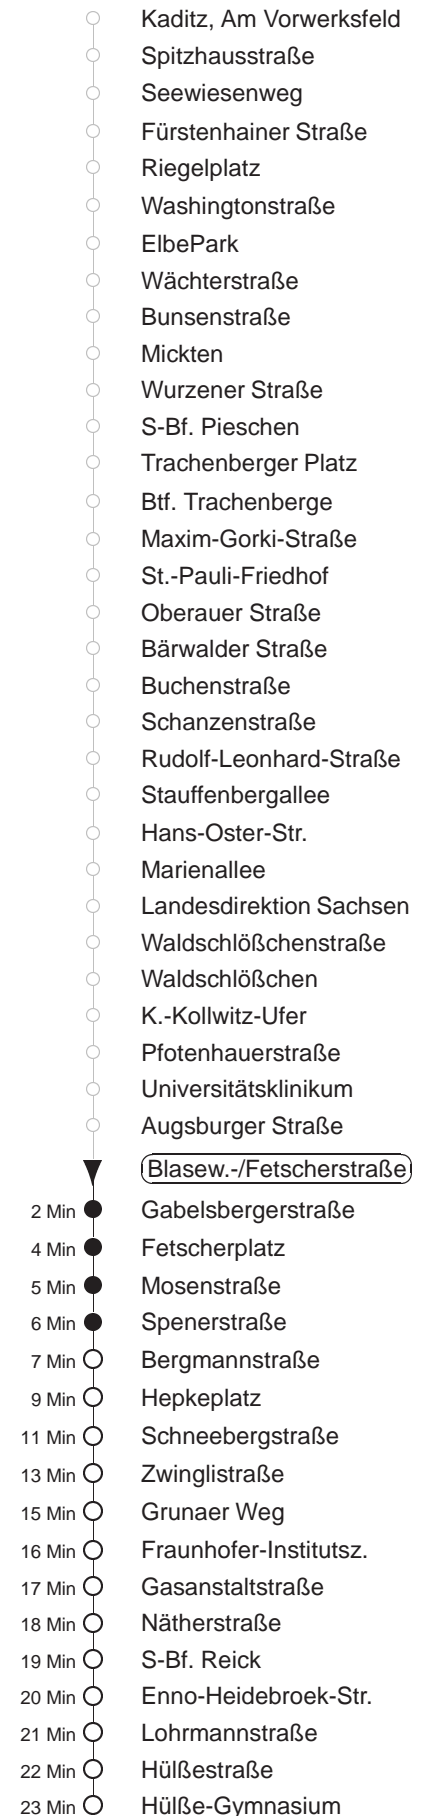 Kaditz, Am Vorwerksfeld
Spitzhausstraße
Seewiesenweg
Fürstenhainer Straße
Riegelplatz
Washingtonstraße
ElbePark
Wächterstraße
Bunsenstraße
Mickten
Wurzener Straße
S-Bf. Pieschen
Trachenberger Platz
Btf. Trachenberge
Maxim-Gorki-Straße
St.-Pauli-Friedhof
Oberauer Straße
Bärwalder Straße
Buchenstraße
Schanzenstraße
Rudolf-Leonhard-Straße
Stauffenbergallee
Hans-Oster-Str.
Marienallee
Landesdirektion Sachsen
Waldschlößchenstraße
Waldschlößchen
K.-Kollwitz-Ufer
Pfotenhauerstraße
Universitätsklinikum
Augsburger Straße
Blasew.-/Fetscherstraße
2 Min Gabelsbergerstraße
4 Min Fetscherplatz
5 Min Mosenstraße
6 Min Spenerstraße
7 Min Bergmannstraße
9 Min Hepkeplatz
11 Min Schneebergstraße
13 Min Zwinglistraße
15 Min Grunaer Weg
16 Min Fraunhofer-Institutsz.
17 Min Gasanstaltstraße
18 Min Nätherstraße
19 Min S-Bf. Reick
20 Min Enno-Heidebroek-Str.
21 Min Lohrmannstraße
22 Min Hülßestraße
23 Min Hülße-Gymnasium